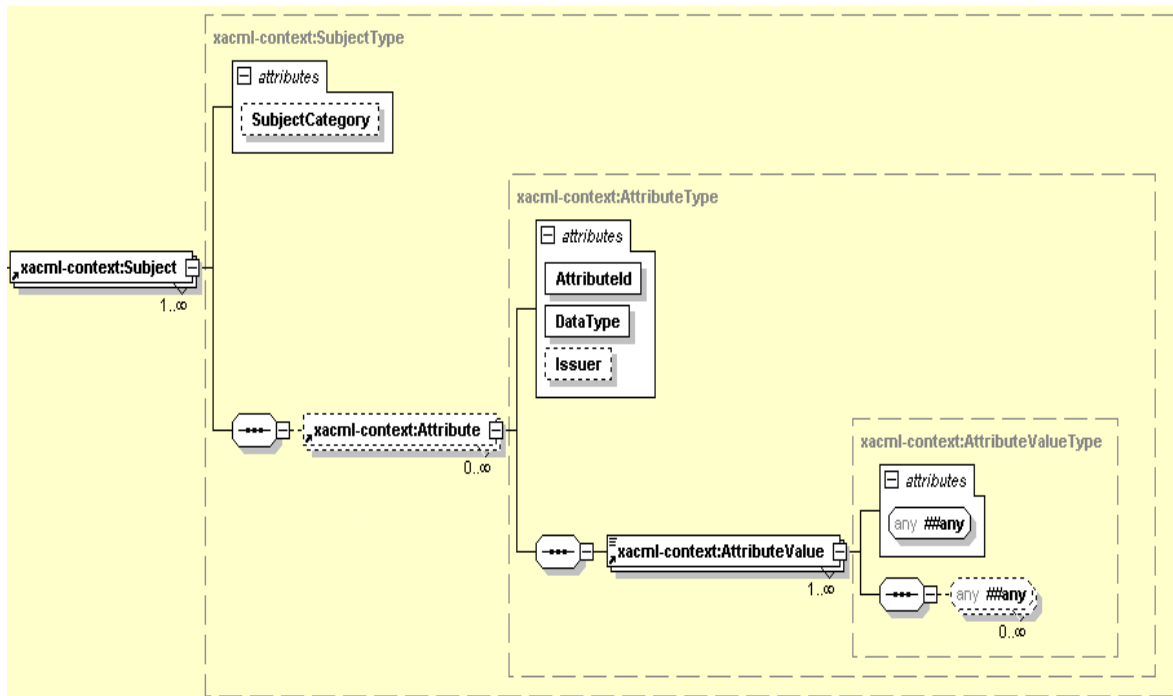 xacml-context:SubjectType
attributes
SubjectCategory
xacml-context:AttributeType
attributes
xacml-context:Subject
AttributeId
1..∞
DataType
Issuer
xacml-context:Attribute
xacml-context:AttributeValueType
0..∞
attributes
any ##any
xacml-context:AttributeValue
1..∞
any ##any
0..∞